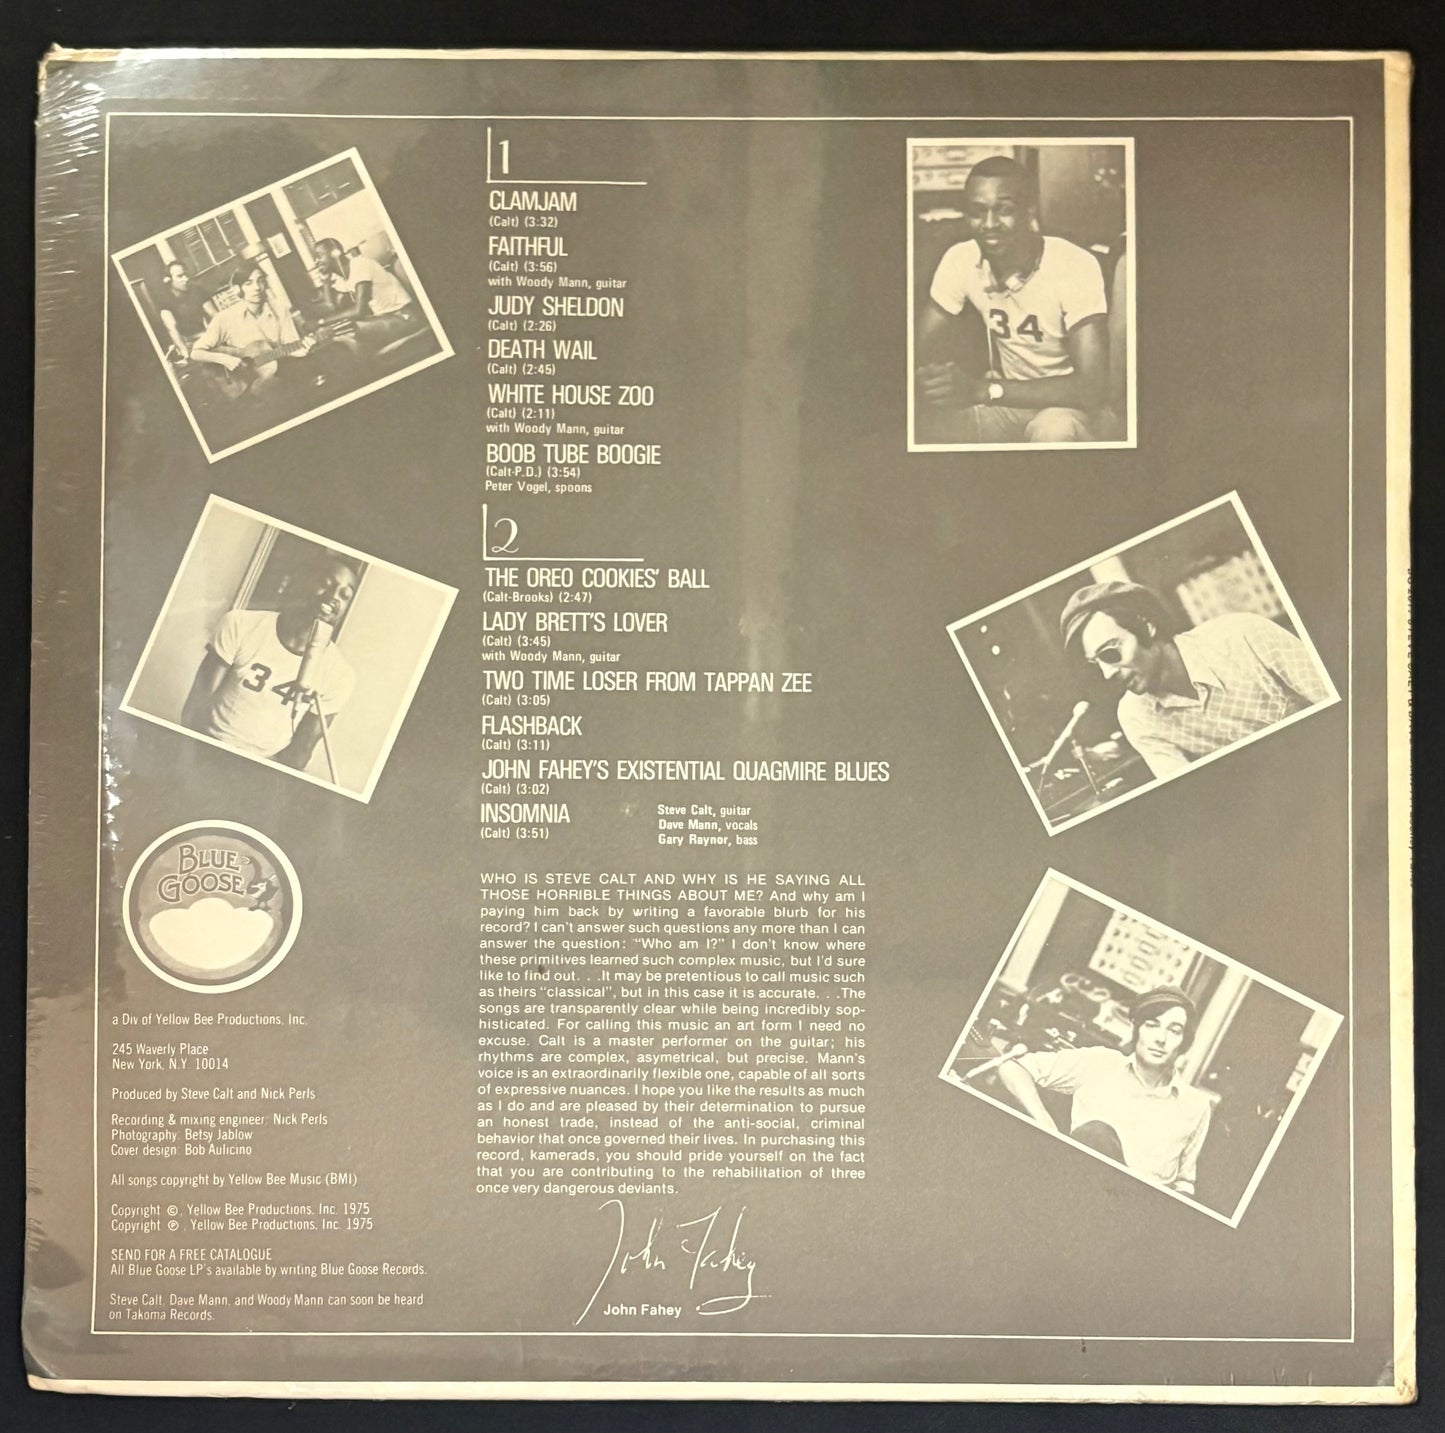 1
CLAMJAM
(Calt) (3:32)
FAITHFUL
(Calt) (3:56)
with Woody Mann, guitar
JUDY SHELDON
(Calt) (2:26)
DEATH WAIL
(Calt) (2:45)
WHITE HOUSE ZOO
(Calt) (2:11)
with Woody Mann, guitar
BOOB TUBE BOOGIE
(Calt-P.D.) (3:54)
Peter Vogel, spoons
2
THE OREO COOKIES' BALL
(Calt-Brooks) (2:47)
LADY BRETT'S LOVER
(Calt) (3:45)
with Woody Mann, guitar
TWO TIME LOSER FROM TAPPAN ZEE
(Calt) (3:05)
FLASHBACK
(Calt) (3:11)
JOHN FAHEY'S EXISTENTIAL QUAGMIRE BLUES
(Calt) (3:02)
INSOMNIA
(Calt) (3:51)
Steve Calt, guitar
Dave Mann, vocals
Gary Raynor, bass
34
34
WHO IS STEVE CALT AND WHY IS HE SAYING ALL
THOSE HORRIBLE THINGS ABOUT ME? And why am I
paying him back by writing a favorable blurb for his
record? I can't answer such questions any more than I can
answer the question: "Who am I?" I don't know where
these primitives learned such complex music, but I'd sure
like to find out. . .It may be pretentious to call music such
as theirs "classical", but in this case it is accurate. . .The
songs are transparently clear while being incredibly sop-
histicated. For calling this music an art form I need no
excuse. Calt is a master performer on the guitar; his
rhythms are complex, asymetrical, but precise. Mann's
voice is an extraordinarily flexible one, capable of all sorts
of expressive nuances. I hope you like the results as much
as I do and are pleased by their determination to pursue
an honest trade, instead of the anti-social, criminal
behavior that once governed their lives. In purchasing this
record, kamerads, you should pride yourself on the fact
that you are contributing to the rehabilitation of three
once very dangerous deviants.
John Fahey
John Fahey
BLUE
GOOSE
a Div of Yellow Bee Productions, Inc.
245 Waverly Place
New York, N.Y. 10014
Produced by Steve Calt and Nick Perls
Recording & mixing engineer: Nick Perls
Photography: Betsy Jablow
Cover design: Bob Aulicino
All songs copyright by Yellow Bee Music (BMI)
Copyright ©, Yellow Bee Productions, Inc. 1975
Copyright ℗, Yellow Bee Productions, Inc. 1975
SEND FOR A FREE CATALOGUE
All Blue Goose LP's available by writing Blue Goose Records.
Steve Calt, Dave Mann, and Woody Mann can soon be heard
on Takoma Records.